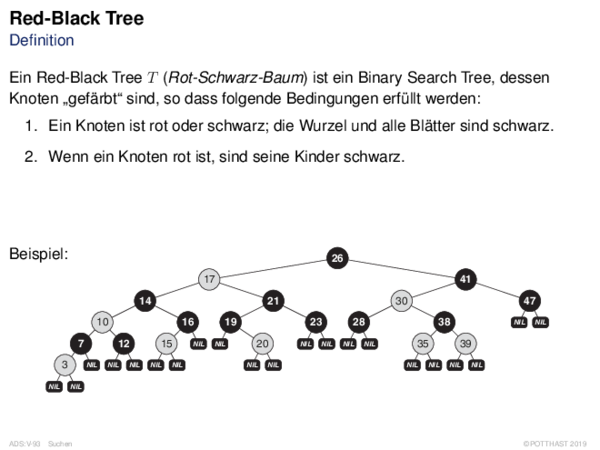 Red-Black Tree
Definition
Ein Red-Black Tree T (Rot-Schwarz-Baum) ist ein Binary Search Tree, dessen
Knoten „gefärbt“ sind, so dass folgende Bedingungen erfüllt werden:
1. Ein Knoten ist rot oder schwarz; die Wurzel und alle Blätter sind schwarz.
2. Wenn ein Knoten rot ist, sind seine Kinder schwarz.
Beispiel:
26
17 41
14 21 30 47
10 16 19 23 28 38 NIL NIL
7 12 15 NIL NIL 20 NIL NIL NIL NIL 35 39
3 NIL NIL NIL NIL NIL NIL NIL NIL NIL NIL NIL
NIL NIL
ADS:V-93 Suchen ©POTTHAST 2019